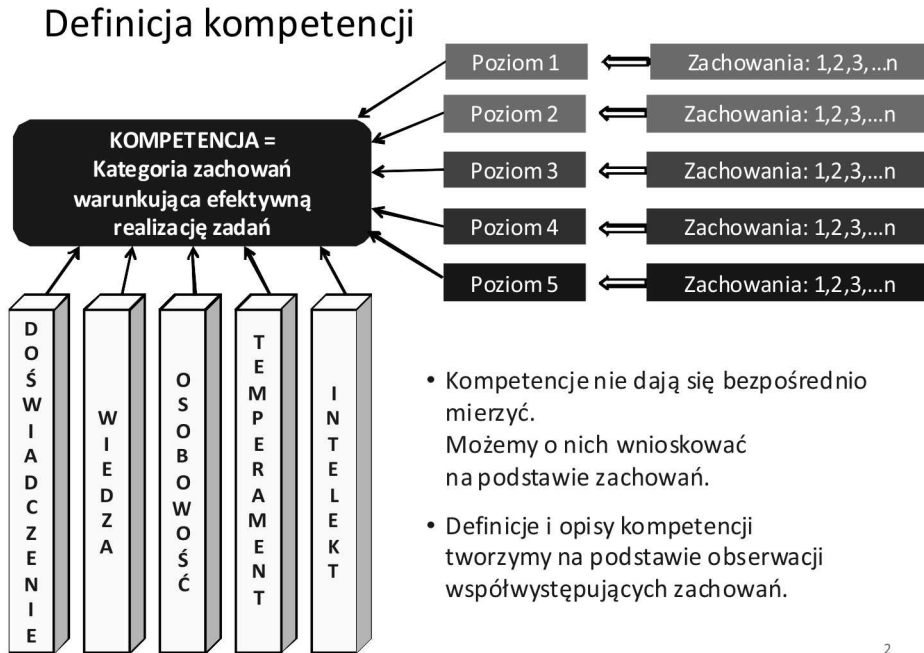 Definicja kompetencji
KOMPETENCJA =
Kategoria zachowań
warunkująca efektywną
realizację zadań
Poziom 1
Zachowania: 1,2,3,...n
Poziom 2
Zachowania: 1,2,3,...n
Poziom 3
Zachowania: 1,2,3,...n
Poziom 4
Zachowania: 1,2,3,...n
Poziom 5
Zachowania: 1,2,3,...n
DOŚWIADCZENIE
WIEDZA
OSOBOWOŚĆ
TEMPERAMENT
INTELEKT
• Kompetencje nie dają się bezpośrednio
mierzyć.
Możemy o nich wnioskować
na podstawie zachowań.
• Definicje i opisy kompetencji
tworzymy na podstawie obserwacji
współwystępujących zachowań.
2